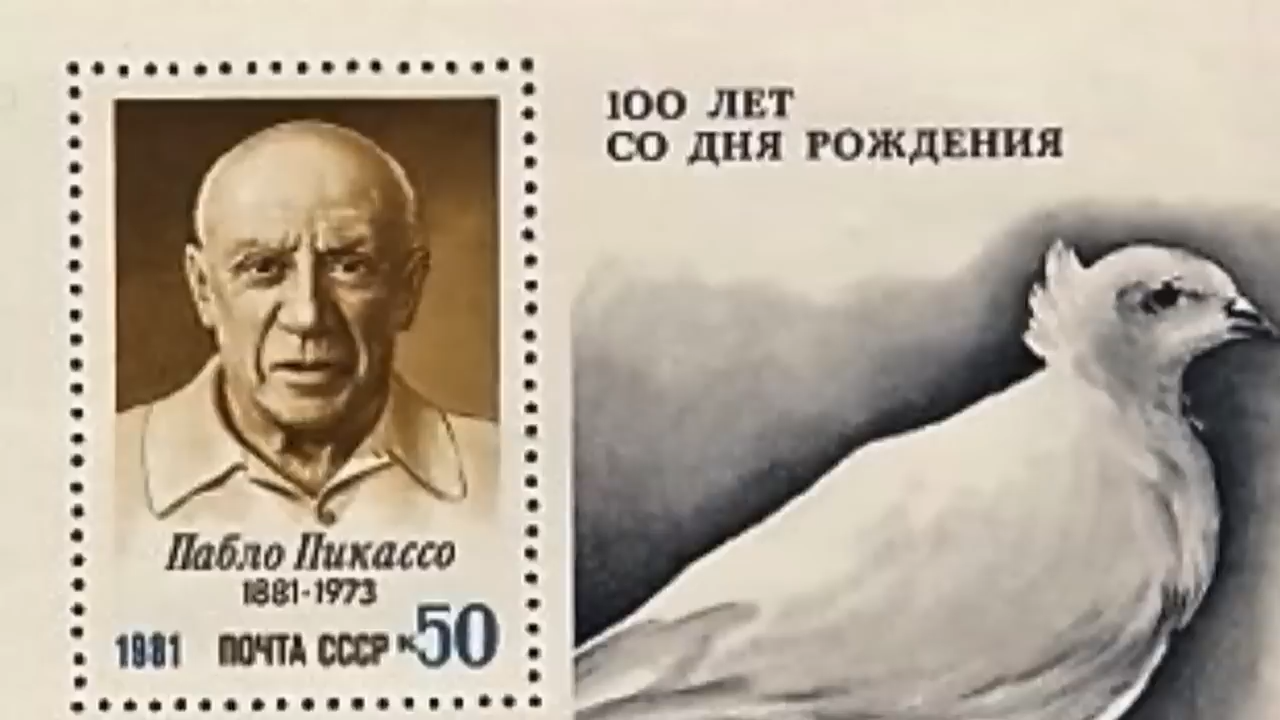 100 ЛЕТ
СО ДНЯ РОЖДЕНИЯ
Пабло Пикассо
1881-1973
1981 ПОЧТА СССР к50